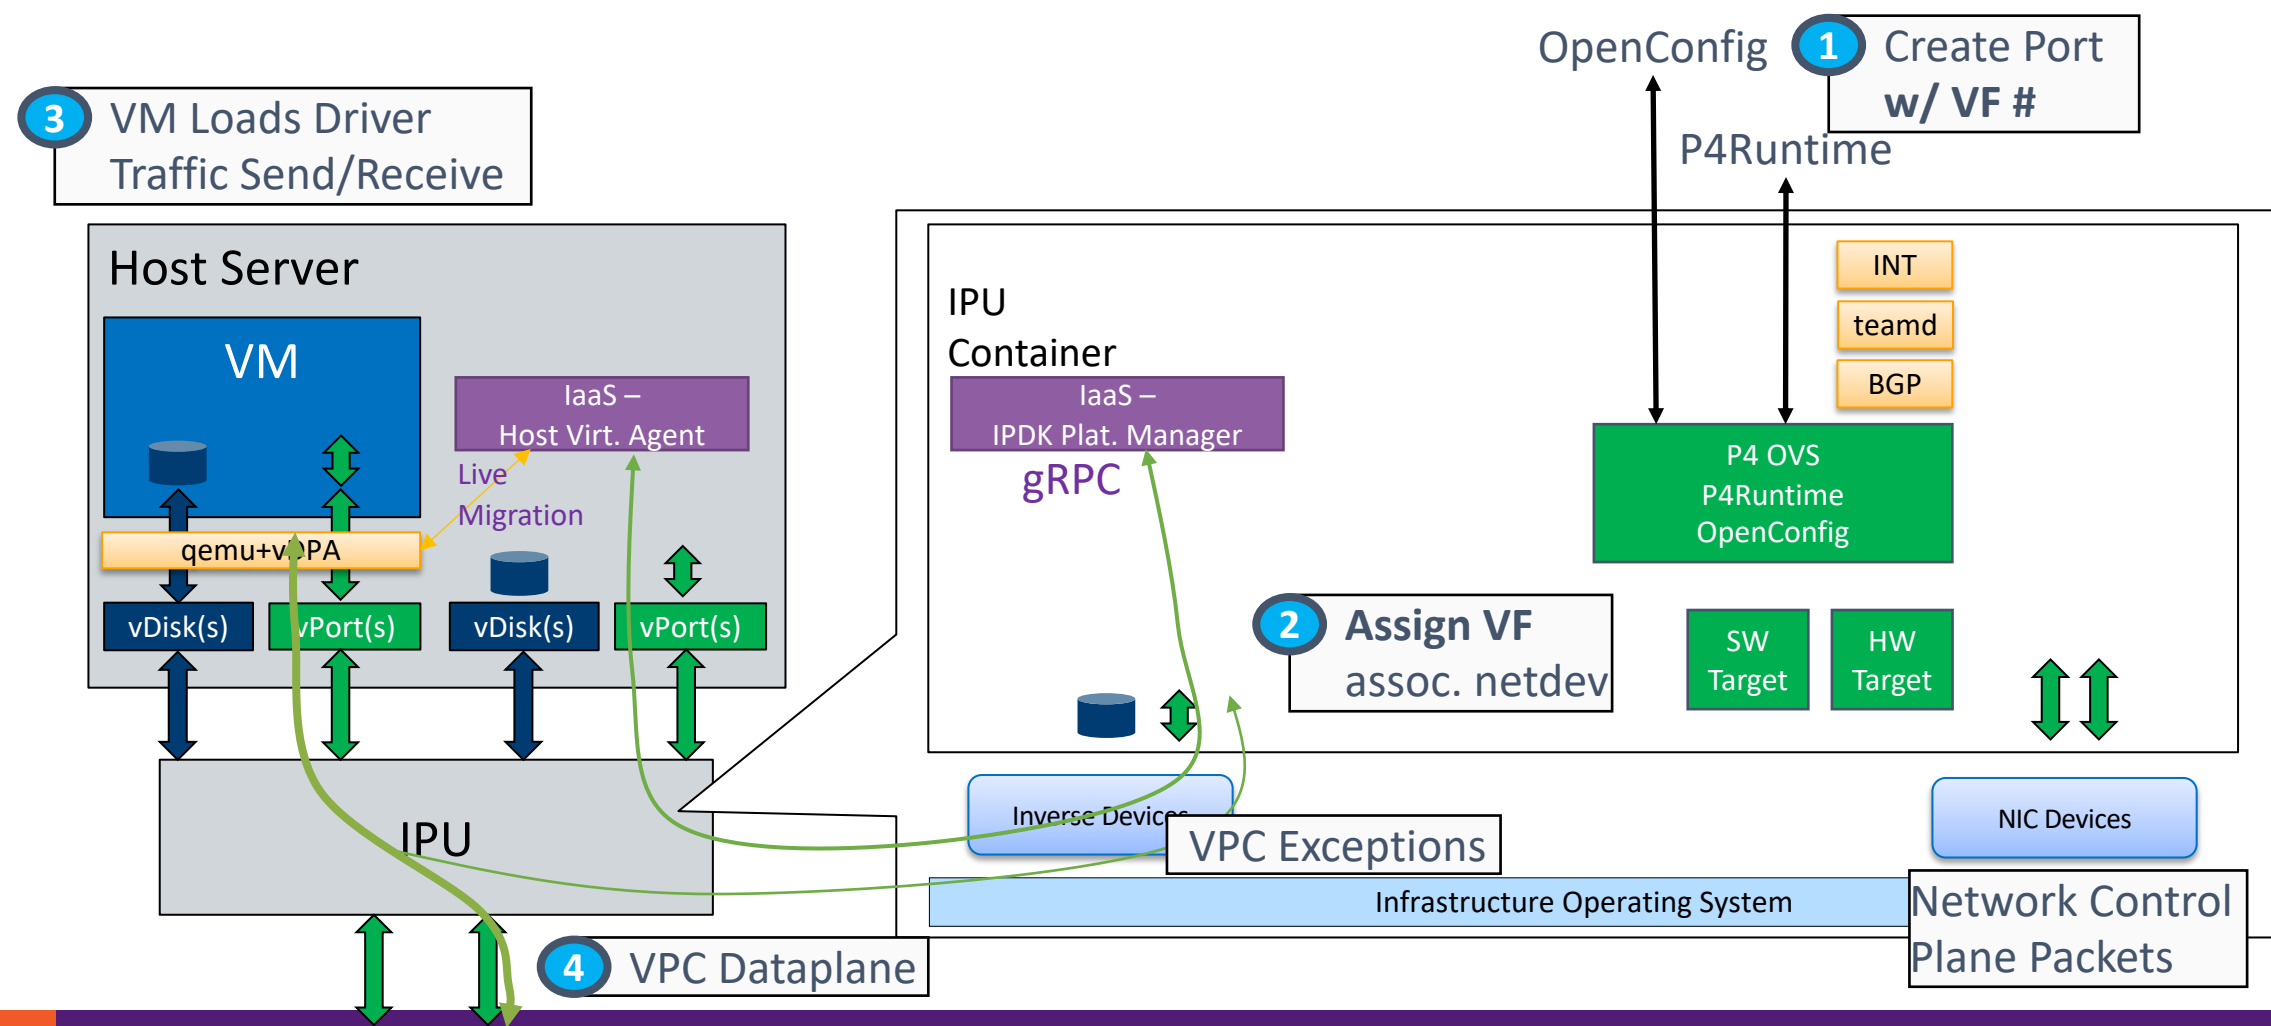 OpenConfig
1
Create Port
w/ VF #
P4Runtime
3
VM Loads Driver
Traffic Send/Receive
Host Server
VM
IaaS –
Host Virt. Agent
Live
Migration
qemu+vDPA
vDisk(s)
vPort(s)
vDisk(s)
vPort(s)
IPU
IPU
Container
IaaS –
IPDK Plat. Manager
gRPC
INT
teamd
BGP
P4 OVS
P4Runtime
OpenConfig
2
Assign VF
assoc. netdev
SW
Target
HW
Target
Inverse Devices
VPC Exceptions
NIC Devices
Infrastructure Operating System
Network Control
Plane Packets
4
VPC Dataplane